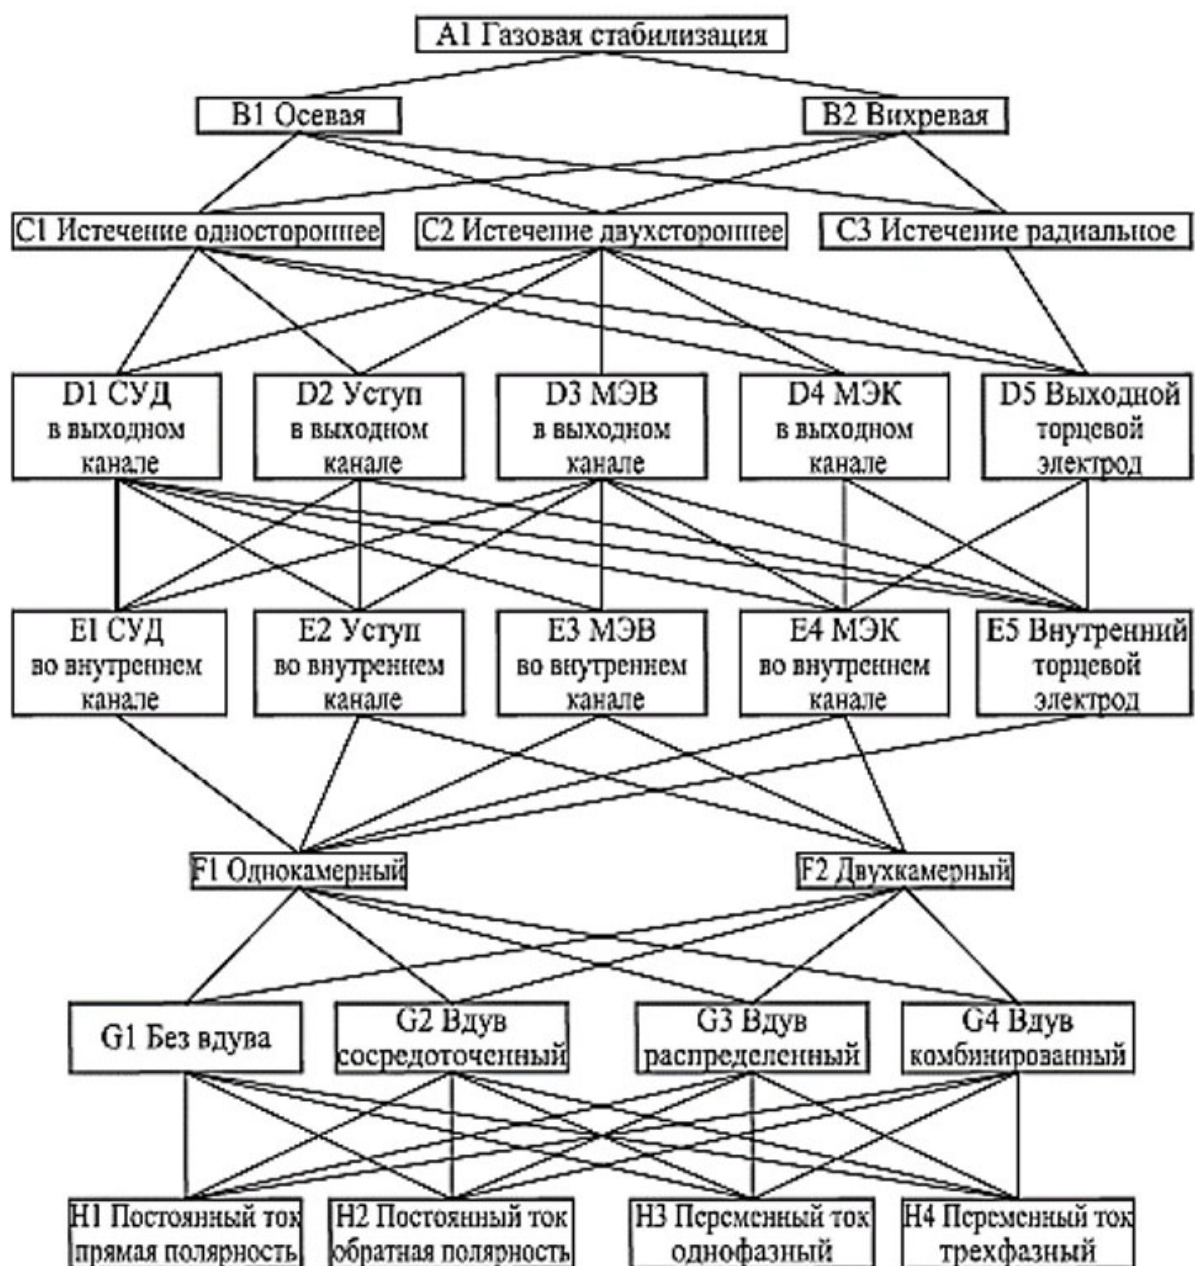 A1 Газовая стабилизация
B1 Осевая
B2 Вихревая
C1 Истечение одностороннее
C2 Истечение двухстороннее
C3 Истечение радиальное
D1 СУД
в выходном
канале
D2 Уступ
в выходном
канале
D3 МЭВ
в выходном
канале
D4 МЭК
в выходном
канале
D5 Выходной
торцевой
электрод
E1 СУД
во внутреннем
канале
E2 Уступ
во внутреннем
канале
E3 МЭВ
во внутреннем
канале
E4 МЭК
во внутреннем
канале
E5 Внутренний
торцевой
электрод
F1 Однокамерный
F2 Двухкамерный
G1 Без вдува
G2 Вдув
сосредоточенный
G3 Вдув
распределенный
G4 Вдув
комбинированный
H1 Постоянный ток
прямая полярность
H2 Постоянный ток
обратная полярность
H3 Переменный ток
однофазный
H4 Переменный ток
трехфазный